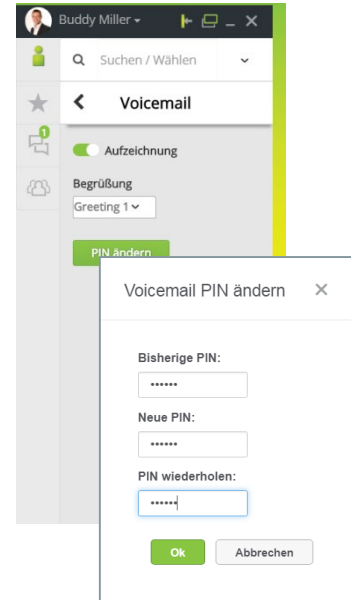 Buddy Miller
Suchen / Wählen
Voicemail
1
Aufzeichnung
Begrüßung
Greeting 1
PIN ändern
Voicemail PIN ändern
Bisherige PIN:
••••••
Neue PIN:
••••••
PIN wiederholen:
••••••
Ok Abbrechen